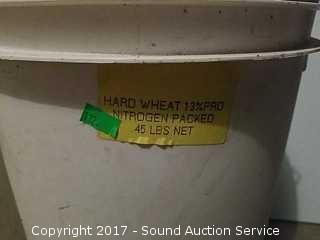 HARD WHEAT 13%PRO
NITROGEN PACKED
45 LBS NET
Copyright 2017 - Sound Auction Service